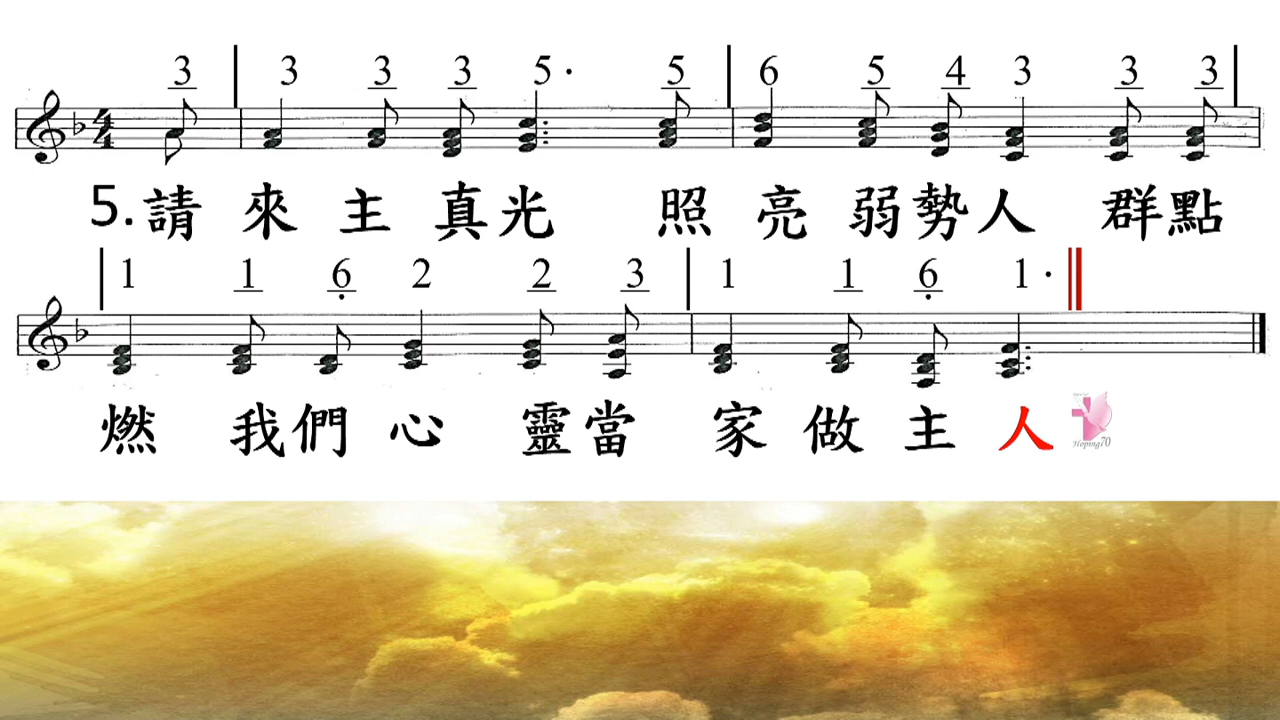 3 3 3 3 5· 5 6 5 4 3 3 3
5.請來主真光 照亮弱勢人 群點
1 1 6 2 2 3 1 1 6 1·
燃 我們心 靈當 家做主人
Hoping70